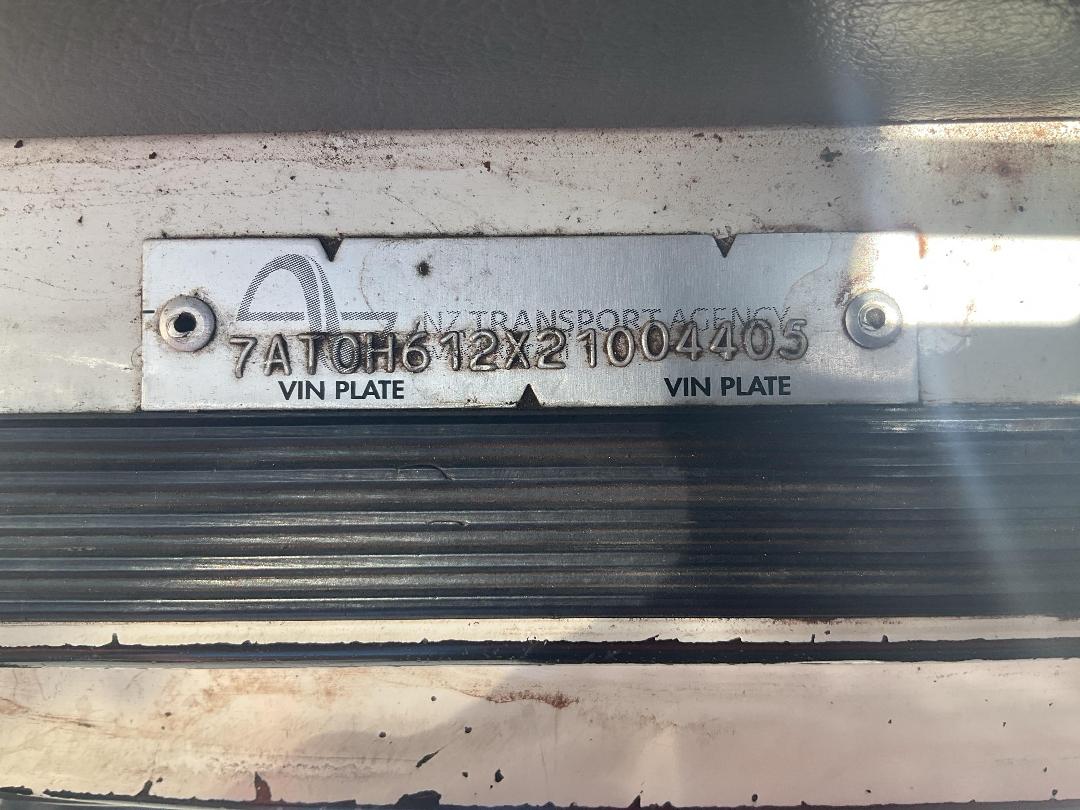 NZ TRANSPORT AGENCY
7AT0H612X21004405
VIN PLATE VIN PLATE